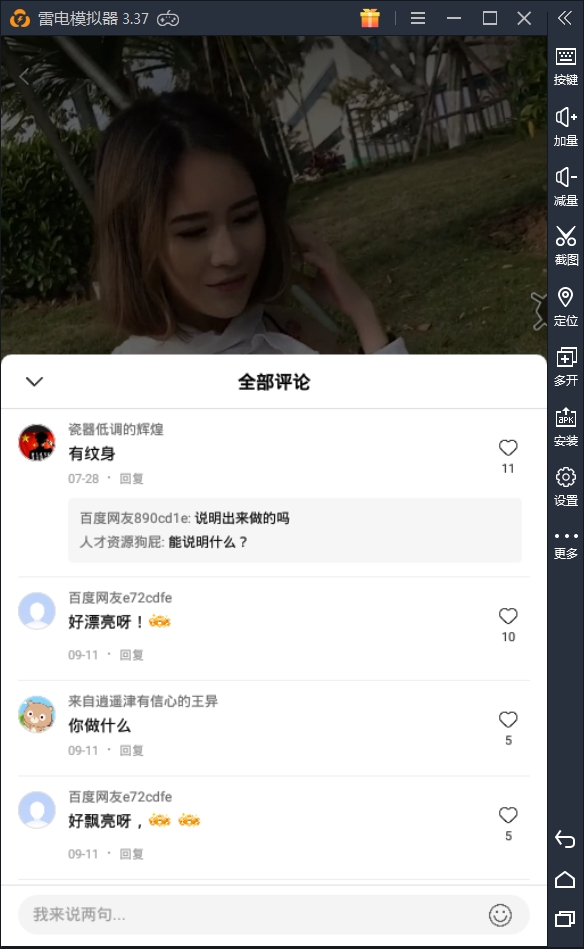 雷电模拟器 3.37
按键
加量
减量
截图
定位
多开
APK
安装
设置
更多
全部评论
瓷器低调的辉煌
有纹身
11
07-28 · 回复
百度网友890cd1e: 说明出来做的吗
人才资源狗屁: 能说明什么？
百度网友e72cdfe
好漂亮呀！
10
09-11 · 回复
来自逍遥津有信心的王异
你做什么
5
09-11 · 回复
百度网友e72cdfe
好飘亮呀，
5
09-11 · 回复
我来说两句...